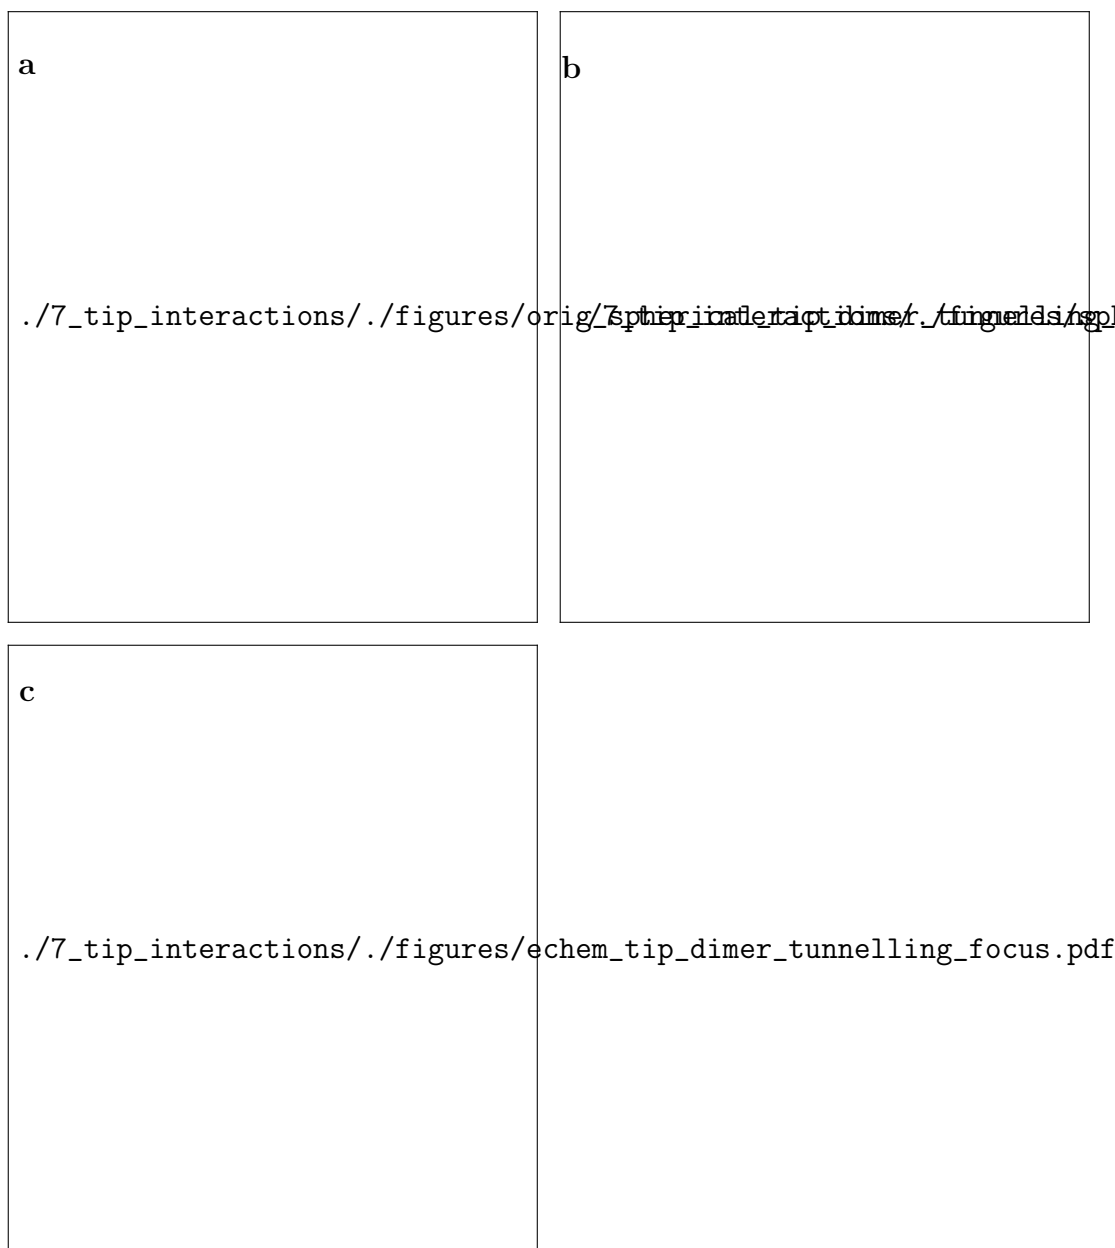 a
b
./7_tip_interactions/./figures/orig
c
./7_tip_interactions/./figures/echem_tip_dimer_tunnelling_focus.pdf